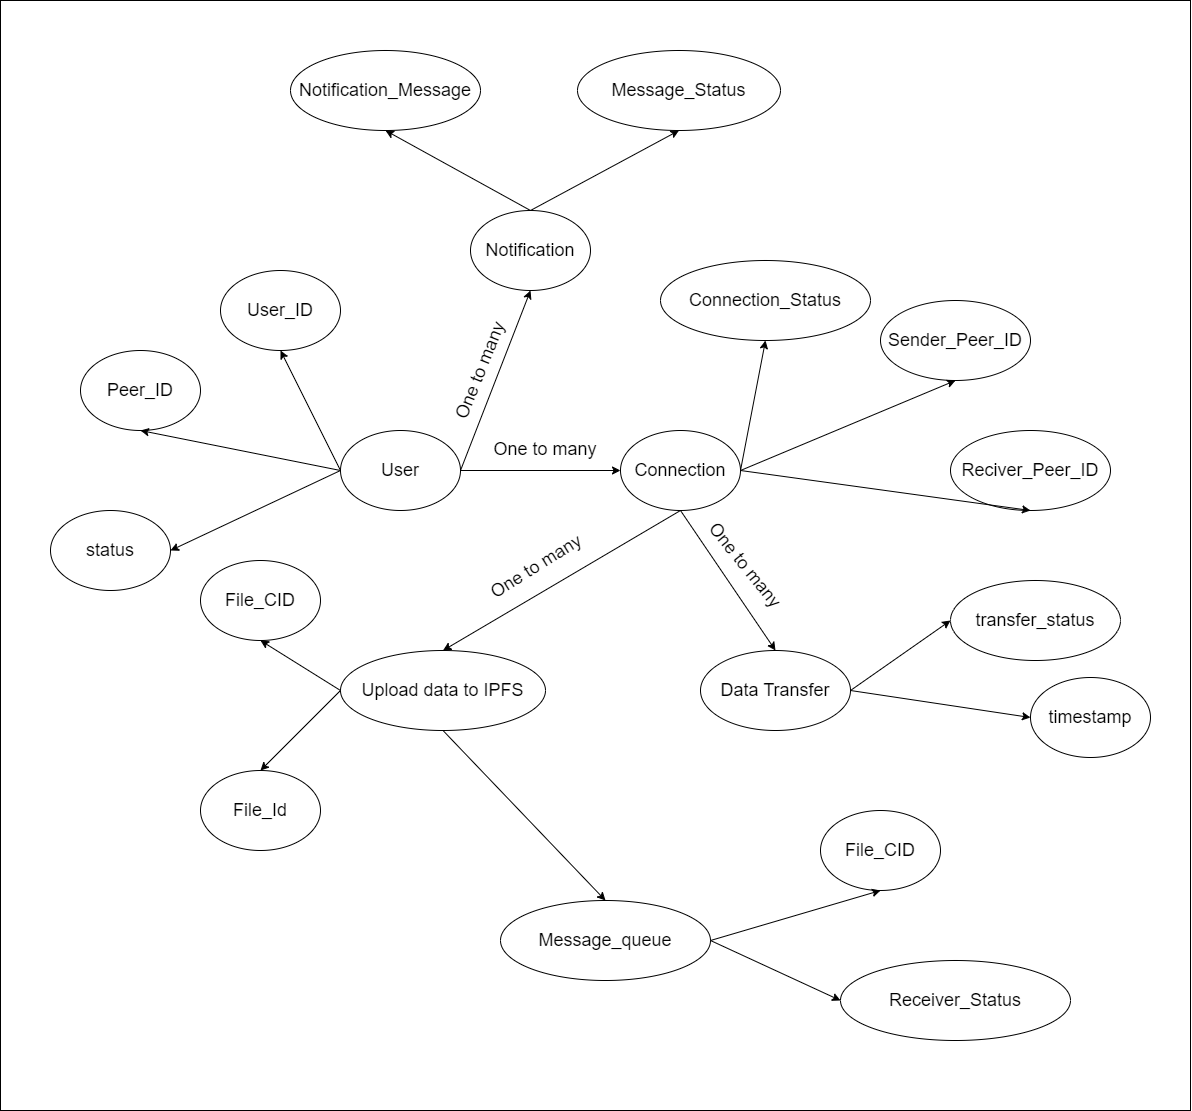 Notification_Message
Message_Status
Notification
Connection_Status
User_ID
Sender_Peer_ID
One to many
Peer_ID
One to many
User
Connection
Reciver_Peer_ID
One to many
One to many
status
File_CID
transfer_status
Upload data to IPFS
Data Transfer
timestamp
File_Id
File_CID
Message_queue
Receiver_Status